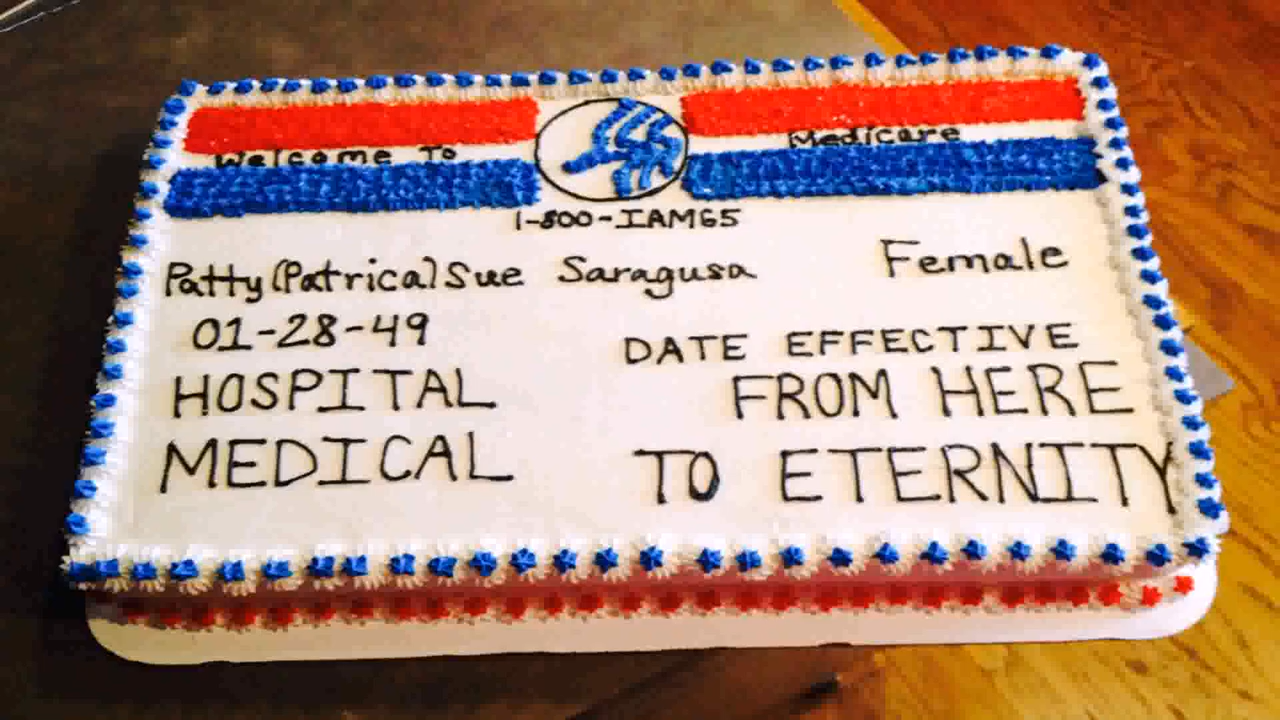 Welcome To Medicare
1-800-IAM65
Patty (Patrica) Sue Saragusa Female
01-28-49
DATE EFFECTIVE
HOSPITAL FROM HERE
MEDICAL TO ETERNITY